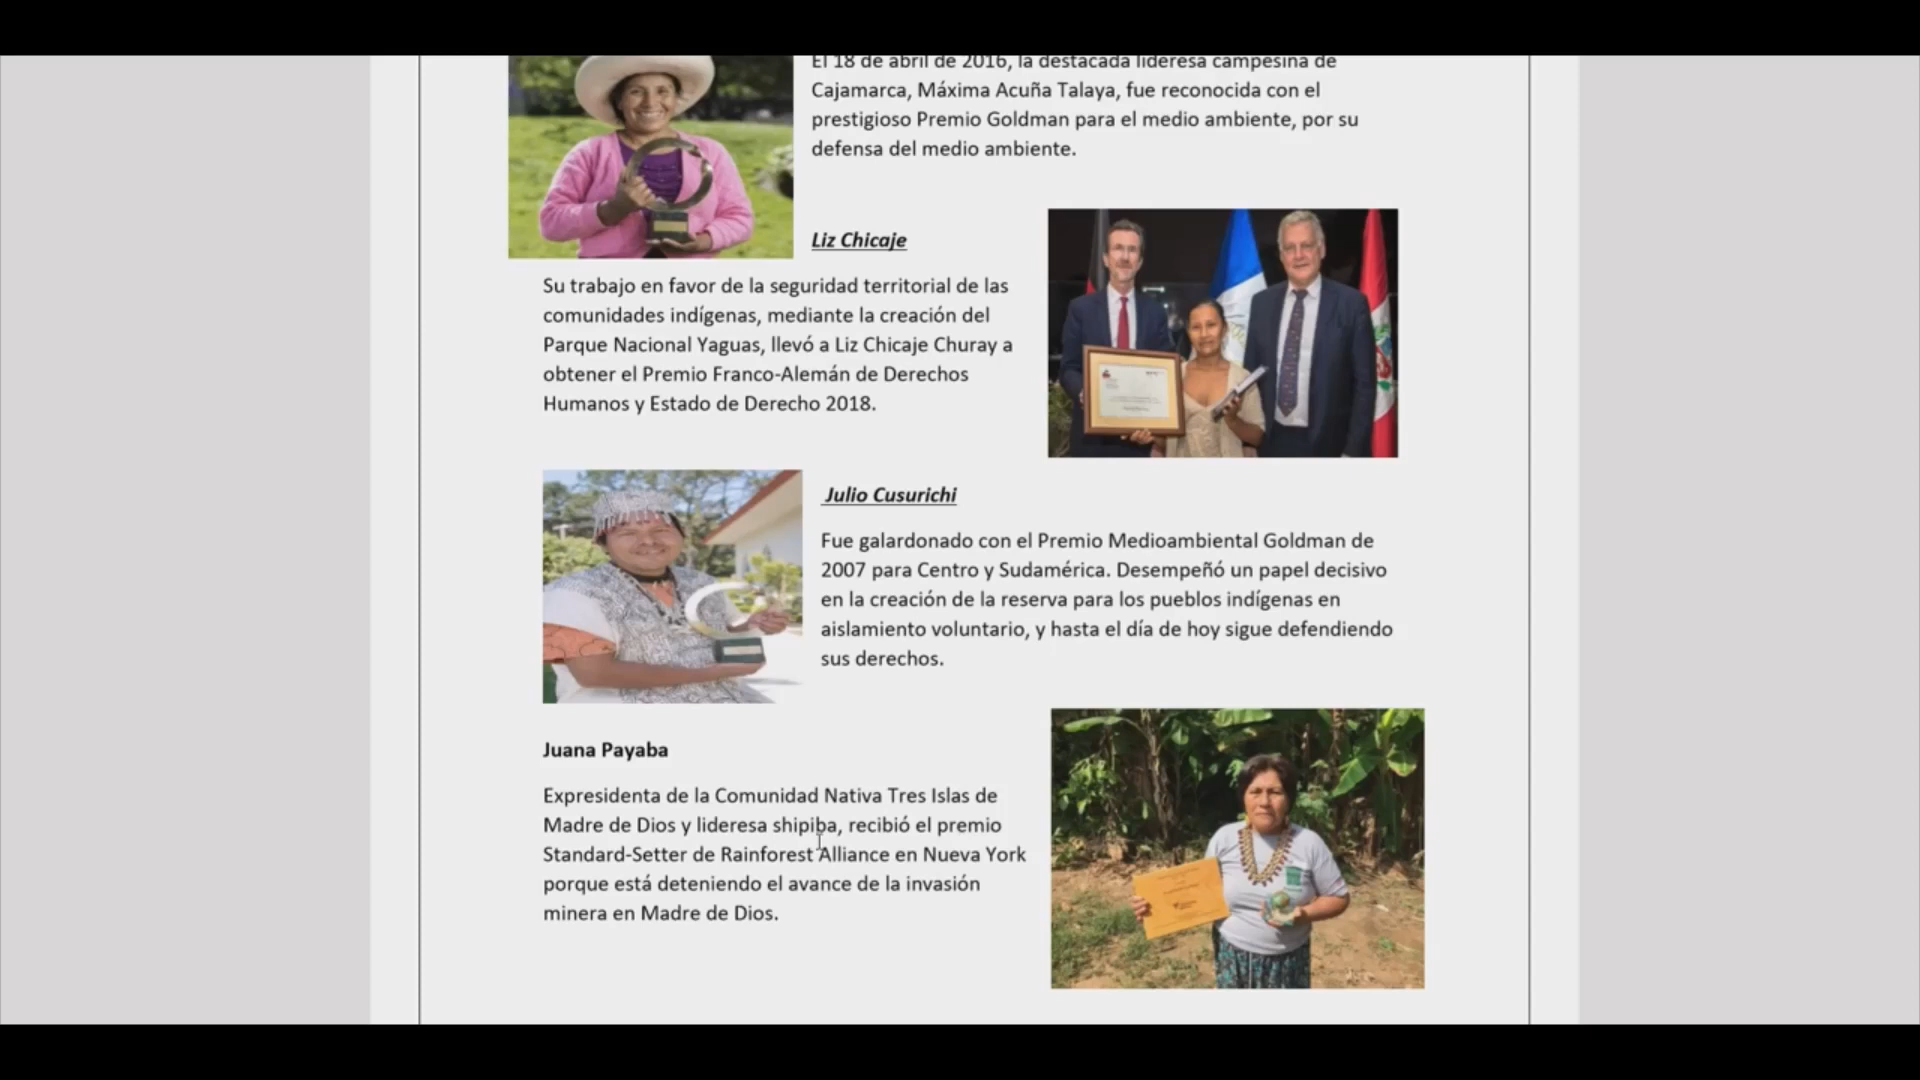 El 18 de abril de 2016, la destacada lideresa campesina de
Cajamarca, Máxima Acuña Talaya, fue reconocida con el
prestigioso Premio Goldman para el medio ambiente, por su
defensa del medio ambiente.
Liz Chicaje
Su trabajo en favor de la seguridad territorial de las
comunidades indígenas, mediante la creación del
Parque Nacional Yaguas, llevó a Liz Chicaje Churay a
obtener el Premio Franco-Alemán de Derechos
Humanos y Estado de Derecho 2018.
Julio Cusurichi
Fue galardonado con el Premio Medioambiental Goldman de
2007 para Centro y Sudamérica. Desempeñó un papel decisivo
en la creación de la reserva para los pueblos indígenas en
aislamiento voluntario, y hasta el día de hoy sigue defendiendo
sus derechos.
Juana Payaba
Expresidenta de la Comunidad Nativa Tres Islas de
Madre de Dios y lideresa shipiba, recibió el premio
Standard-Setter de Rainforest Alliance en Nueva York
porque está deteniendo el avance de la invasión
minera en Madre de Dios.